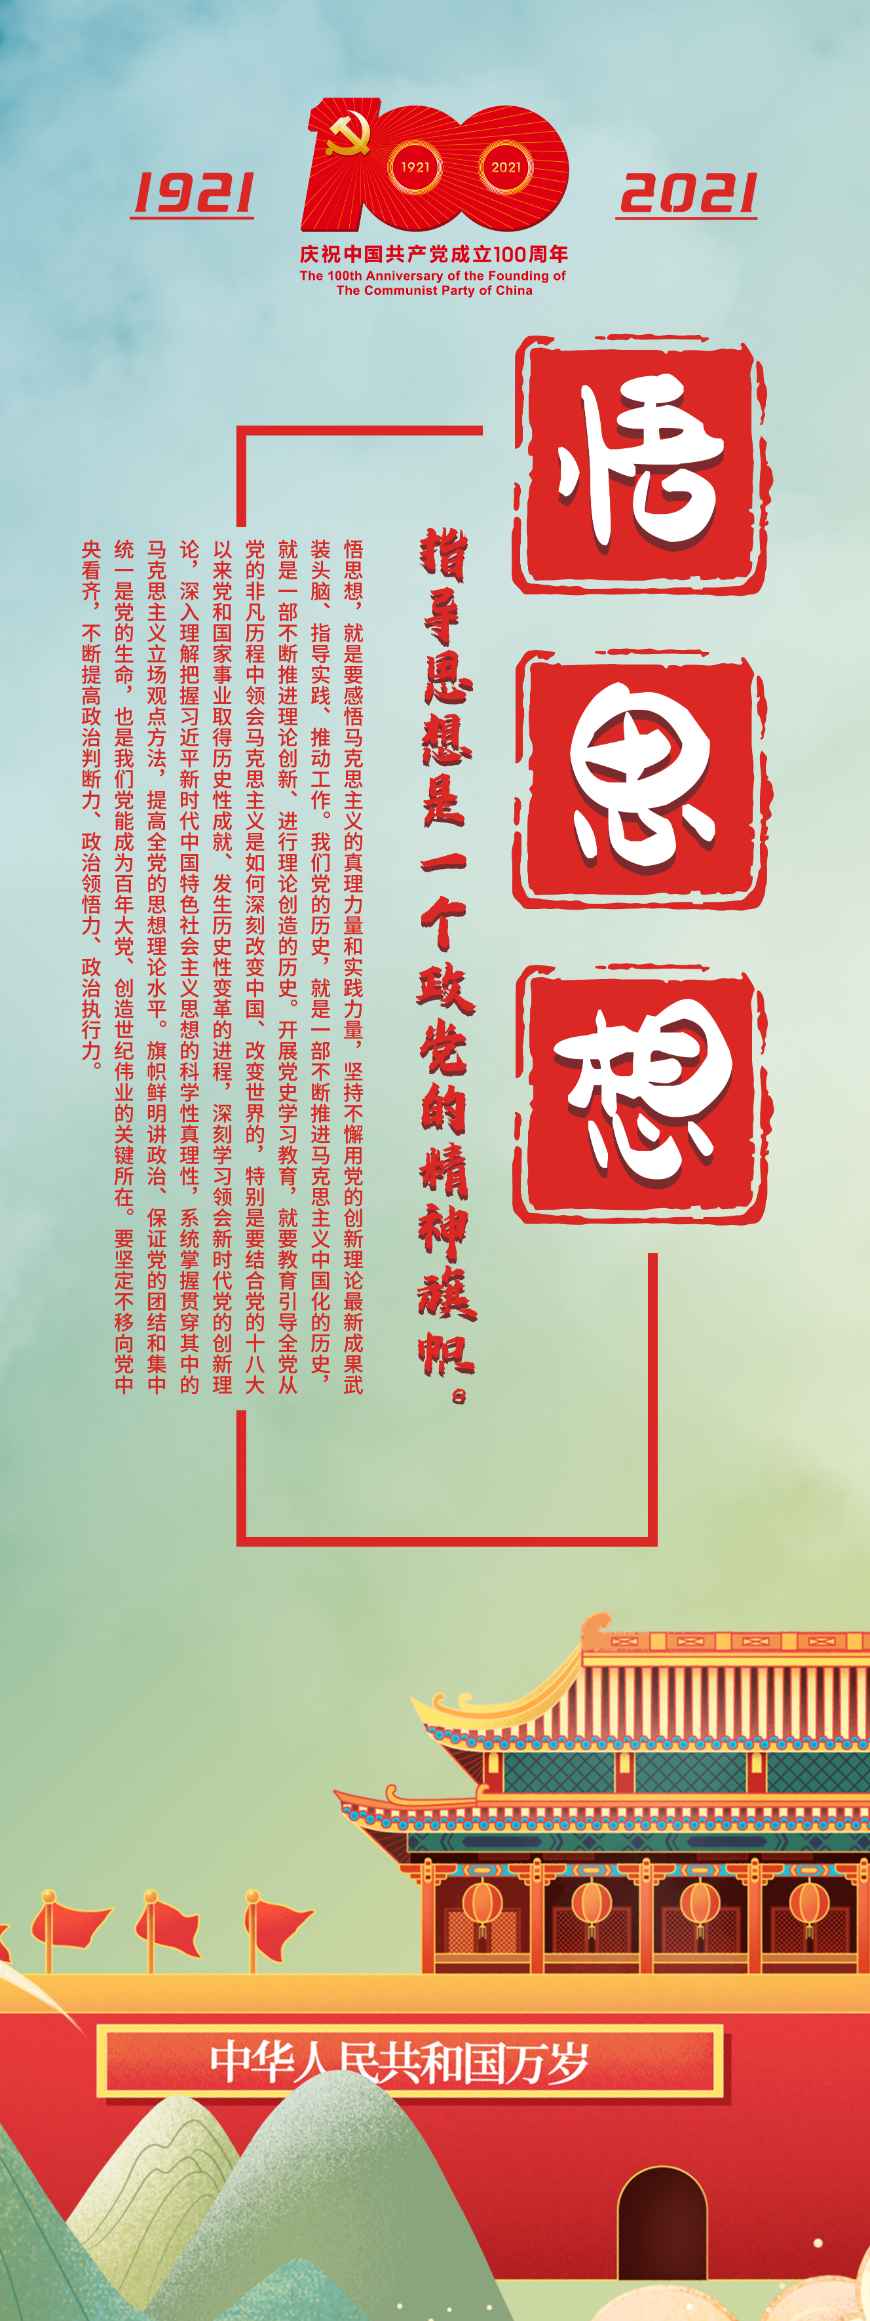 1921
1921
2021
2021
庆祝中国共产党成立100周年
The 100th Anniversary of the Founding of
The Communist Party of China
悟思想
指导思想是一个政党的精神旗帜。
悟思想，就是要感悟马克思主义的真理力量和实践力量，坚持不懈用党的创新理论最新成果武
装头脑、指导实践、推动工作。我们党的历史，就是一部不断推进马克思主义中国化的历史，
就是一部不断推进理论创新、进行理论创造的历史。开展党史学习教育，就要教育引导全党从
党的非凡历程中领会马克思主义是如何深刻改变中国、改变世界的，特别是要结合党的十八大
以来党和国家事业取得历史性成就、发生历史性变革的进程，深刻学习领会新时代党的创新理
论，深入理解把握习近平新时代中国特色社会主义思想的科学性真理性，系统掌握贯穿其中的
马克思主义立场观点方法，提高全党的思想理论水平。旗帜鲜明讲政治、保证党的团结和集中
统一是党的生命，也是我们党能成为百年大党、创造世纪伟业的关键所在。要坚定不移向党中
央看齐，不断提高政治判断力、政治领悟力、政治执行力。
中华人民共和国万岁